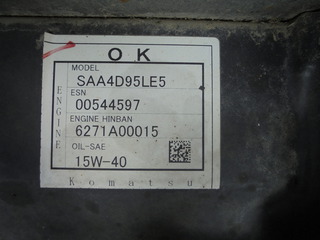 OK
ENGINE
MODEL
SAA4D95LE5
ESN
00544597
ENGINE HINBAN
6271A00015
OIL-SAE
15W-40
Komatsu